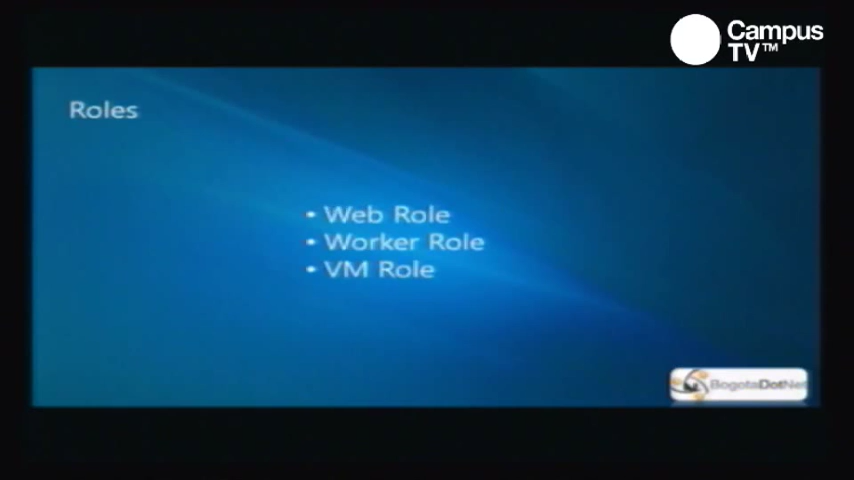 Campus
TV™
Roles
• Web Role
• Worker Role
• VM Role
BogotaDotNet